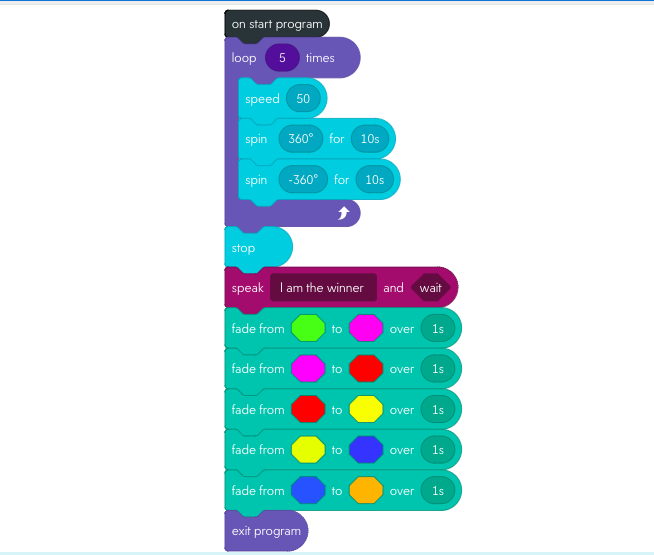 on start program
loop 5 times
speed 50
spin 360° for 10s
spin -360° for 10s
stop
speak I am the winner and wait
fade from to over 1s
fade from to over 1s
fade from to over 1s
fade from to over 1s
fade from to over 1s
exit program